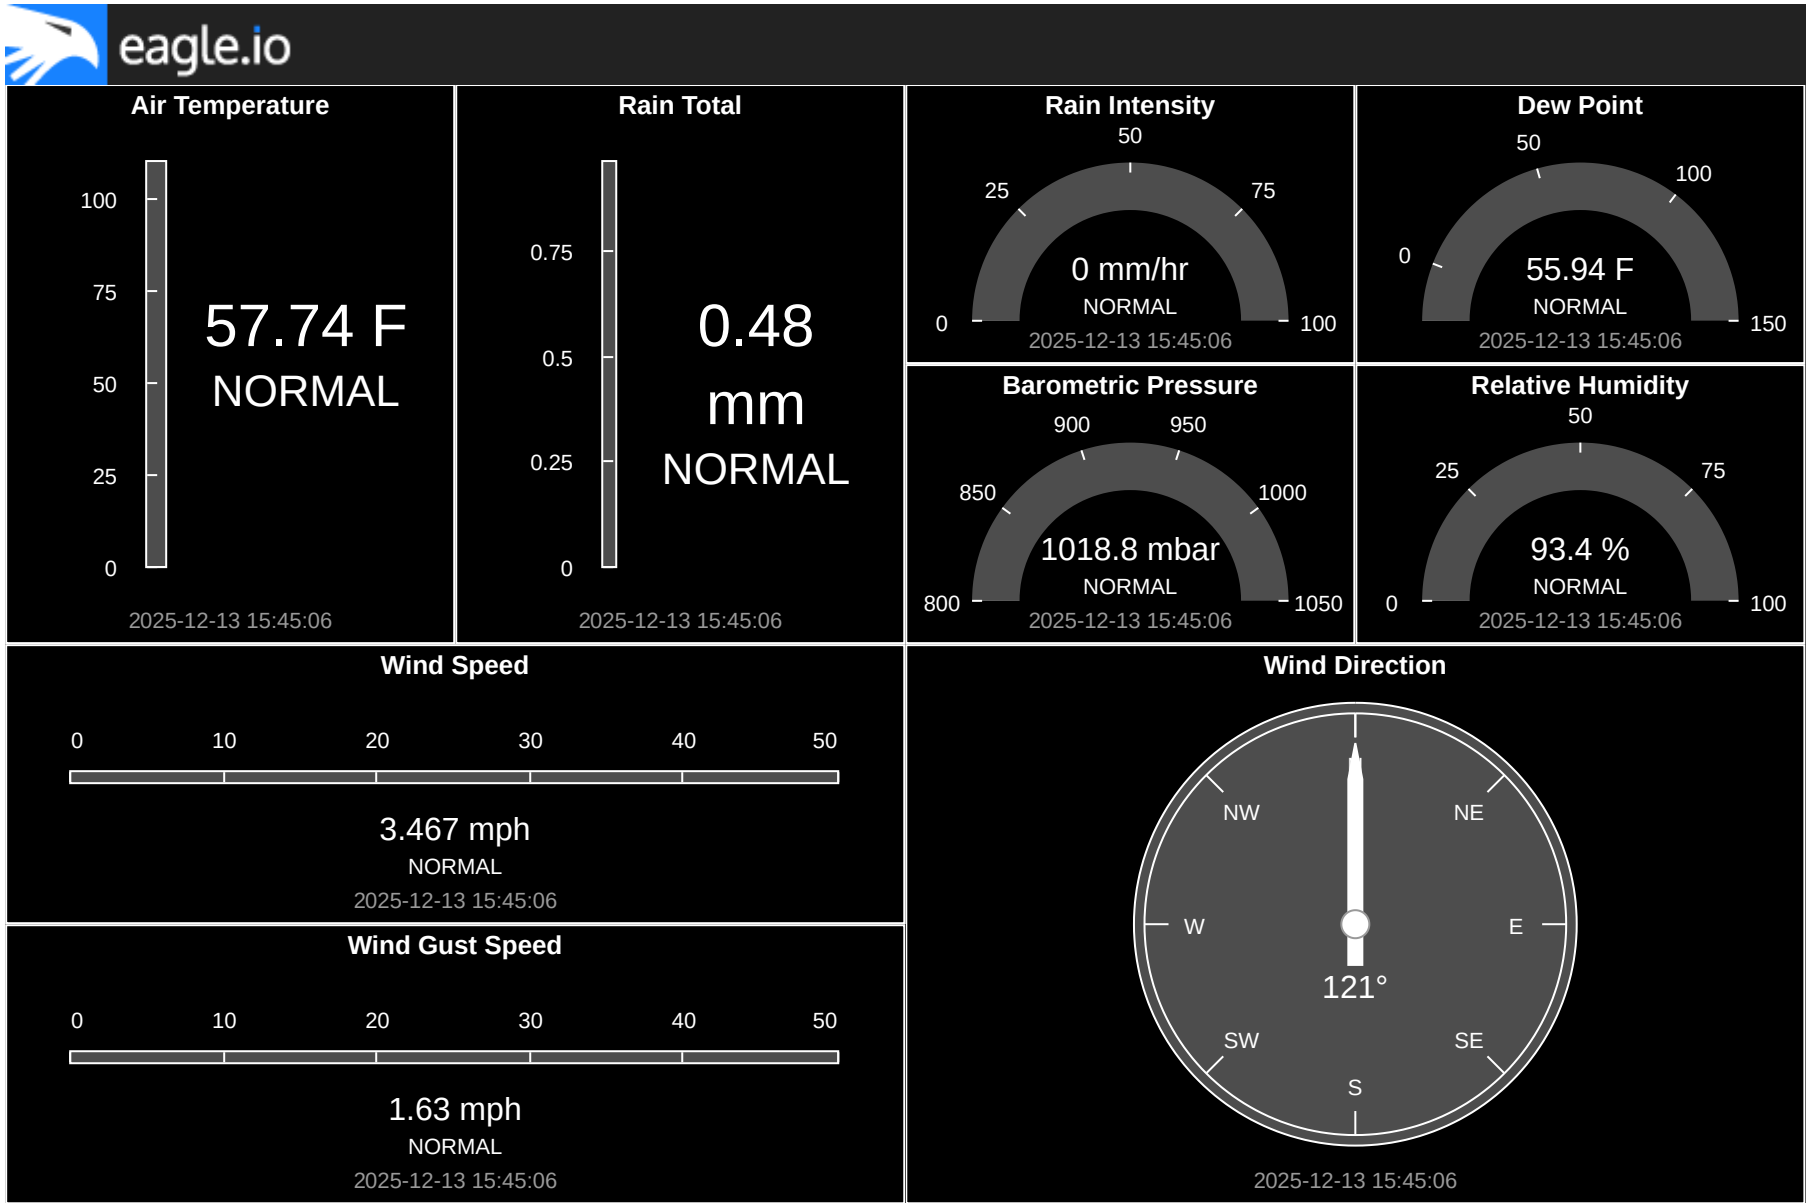 eagle.io
Air Temperature
100
75
50
25
0
57.74 F
NORMAL
2025-12-13 15:45:06
Rain Total
0.75
0.5
0.25
0
0.48
mm
NORMAL
2025-12-13 15:45:06
Rain Intensity
0
25
50
75
100
0 mm/hr
NORMAL
2025-12-13 15:45:06
Dew Point
0
50
100
150
55.94 F
NORMAL
2025-12-13 15:45:06
Barometric Pressure
800
850
900
950
1000
1050
1018.8 mbar
NORMAL
2025-12-13 15:45:06
Relative Humidity
0
25
50
75
100
93.4 %
NORMAL
2025-12-13 15:45:06
Wind Speed
0 10 20 30 40 50
3.467 mph
NORMAL
2025-12-13 15:45:06
Wind Gust Speed
0 10 20 30 40 50
1.63 mph
NORMAL
2025-12-13 15:45:06
Wind Direction
NW NE
W E
121°
SW SE
S
2025-12-13 15:45:06